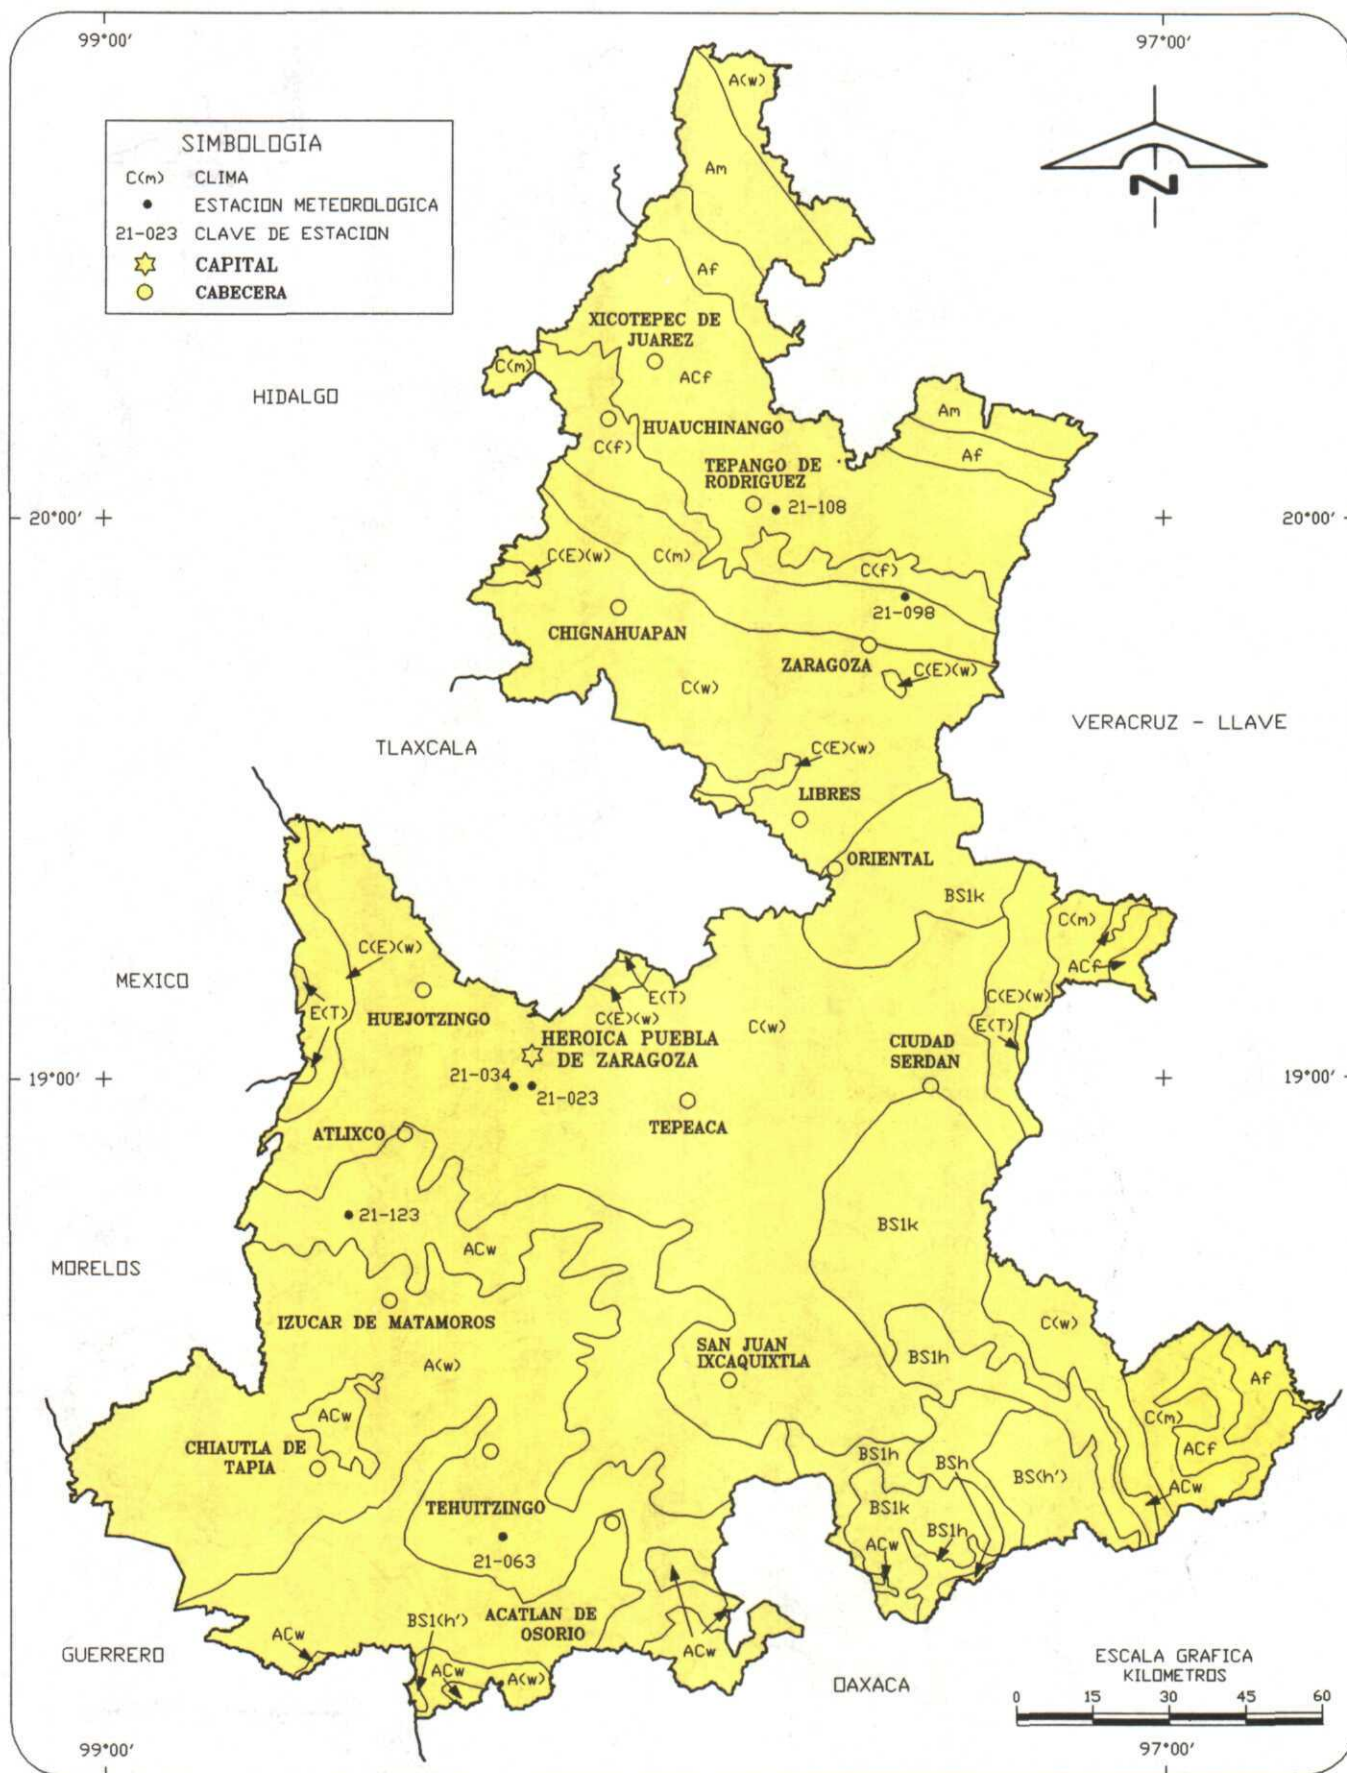 99°00'
97°00'
A(w)
SIMBOLOGIA
C(m) CLIMA
ESTACION METEOROLOGICA
21-023 CLAVE DE ESTACION
CAPITAL
CABECERA
N
Am
Af
XICOTEPEC DE
JUAREZ
C(m)
ACf
HIDALGO
Am
HUAUCHINANGO
C(f)
Af
TEPANGO DE
RODRIGUEZ
21-108
20°00'
20°00'
C(E)(w)
C(m)
C(f)
21-098
CHIGNAHUAPAN
ZARAGOZA
C(E)(w)
C(w)
VERACRUZ - LLAVE
TLAXCALA
C(E)(w)
LIBRES
ORIENTAL
BS1k
C(m)
C(E)(w)
ACf
MEXICO
E(T)
E(T)
C(E)(w)
HUEJOTZINGO
C(E)(w)
C(w)
E(T)
HEROICA PUEBLA
DE ZARAGOZA
CIUDAD
SERDAN
21-034
19°00'
19°00'
21-023
TEPEACA
ATLIXCO
21-123
BS1k
ACw
MORELOS
IZUCAR DE MATAMOROS
C(w)
SAN JUAN
IXCAQUIXTLA
BS1h
A(w)
Af
ACw
C(m)
CHIAUTLA DE
TAPIA
ACf
BS1h
BSh
BS(h')
ACw
TEHUITZINGO
BS1k
BS1h
ACw
21-063
ACATLAN DE
OSORIO
BS1(h')
ACw
GUERRERO
ACw
ACw
A(w)
OAXACA
ESCALA GRAFICA
KILOMETROS
0 15 30 45 60
99°00'
97°00'